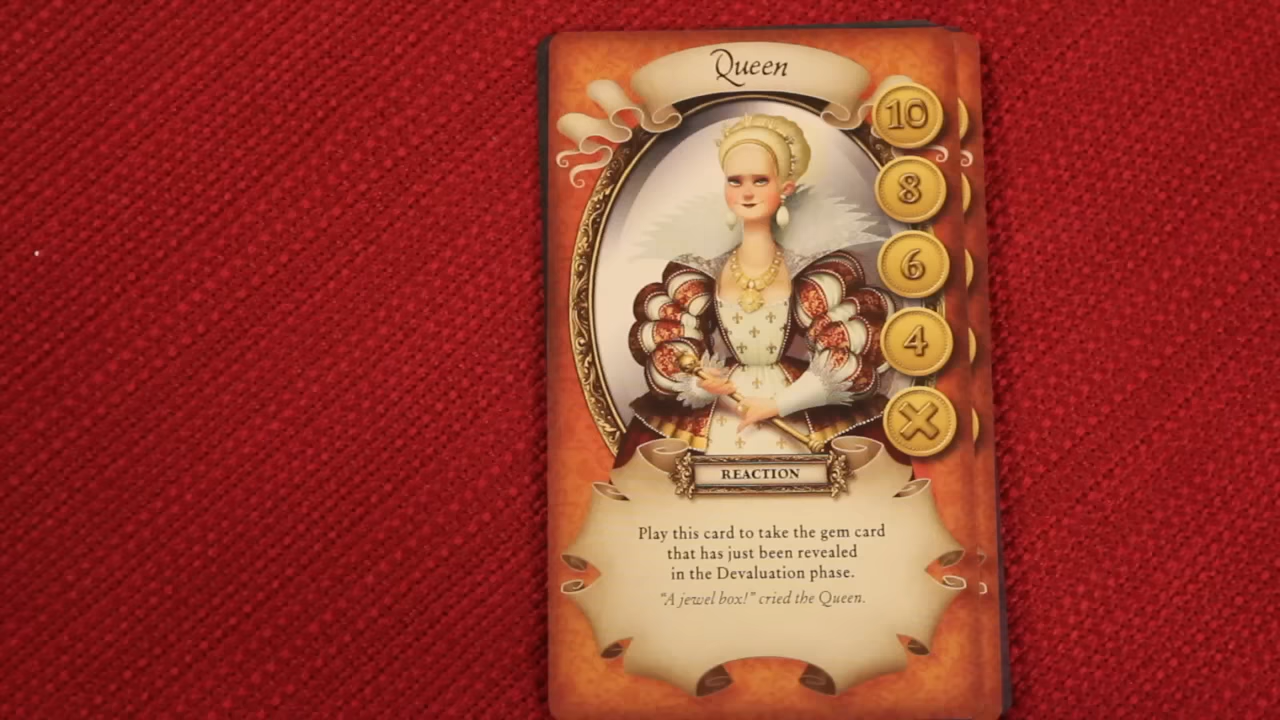 Queen
10
8
6
4
REACTION
Play this card to take the gem card
that has just been revealed
in the Devaluation phase.
"A jewel box!" cried the Queen.